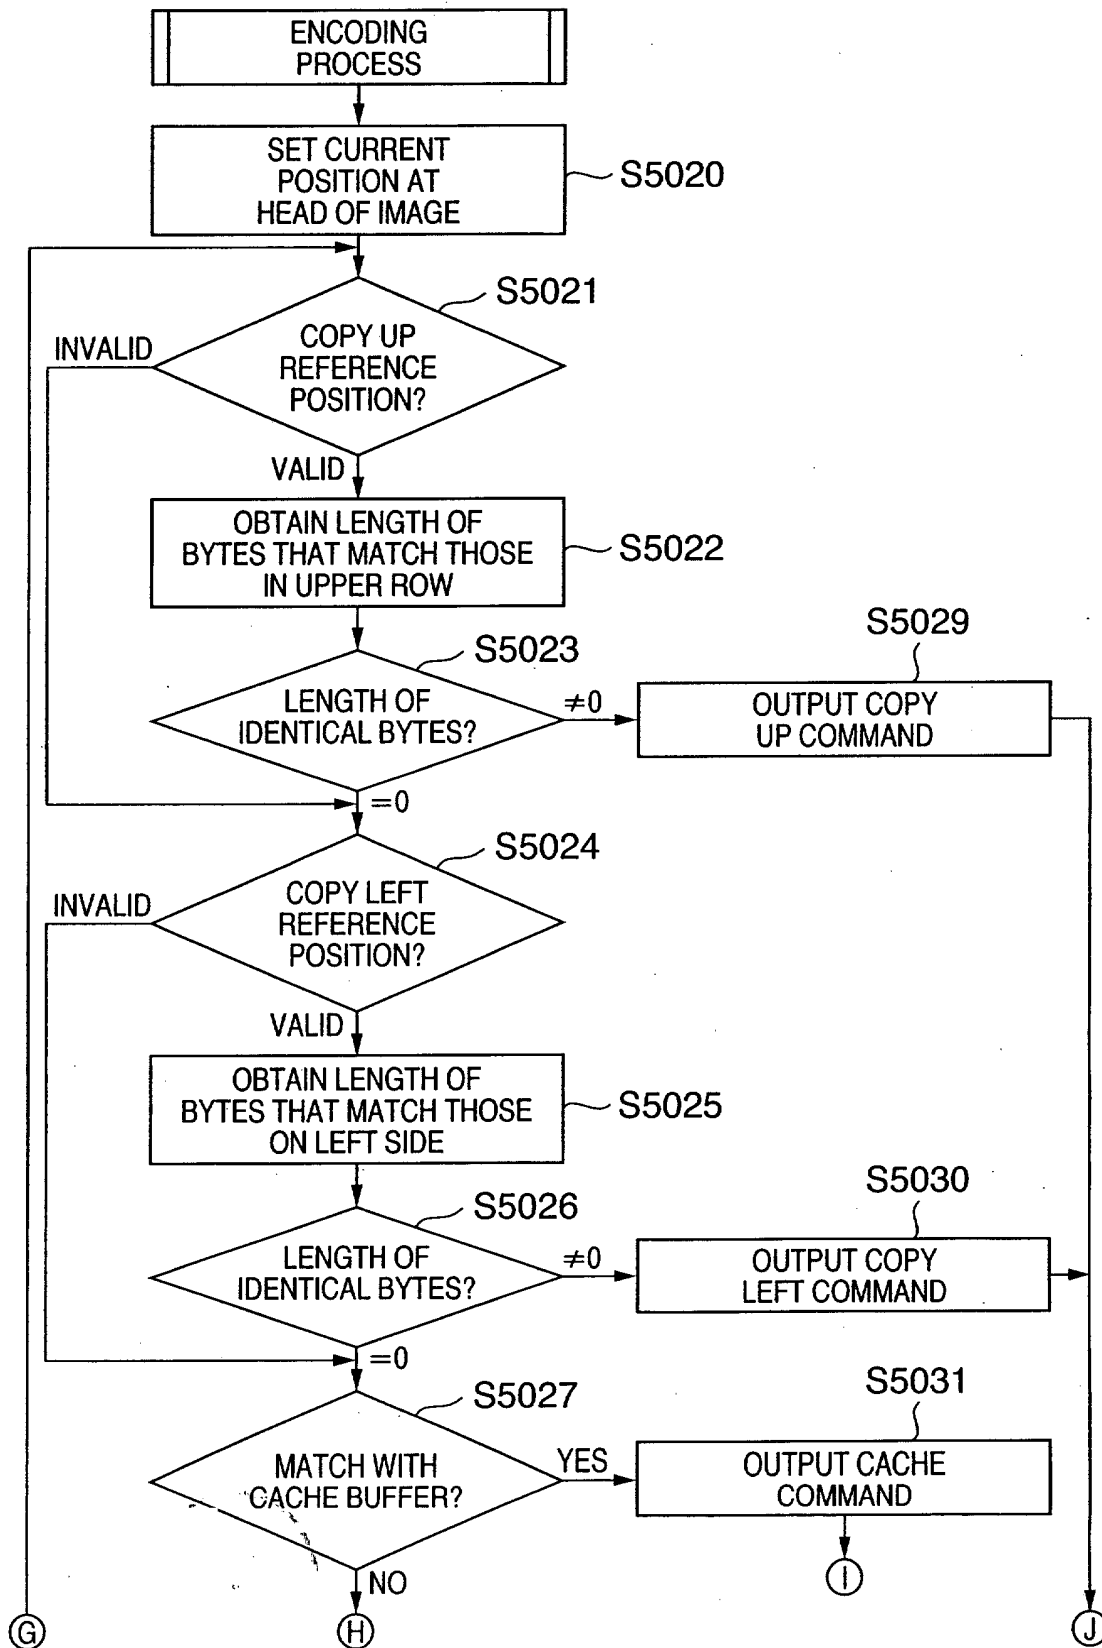 ENCODING
PROCESS
SET CURRENT
POSITION AT
HEAD OF IMAGE
S5020
S5021
COPY UP
REFERENCE
POSITION?
INVALID
VALID
OBTAIN LENGTH OF
BYTES THAT MATCH THOSE
IN UPPER ROW
S5022
S5023
LENGTH OF
IDENTICAL BYTES?
≠0
S5029
OUTPUT COPY
UP COMMAND
=0
S5024
COPY LEFT
REFERENCE
POSITION?
INVALID
VALID
OBTAIN LENGTH OF
BYTES THAT MATCH THOSE
ON LEFT SIDE
S5025
S5026
LENGTH OF
IDENTICAL BYTES?
≠0
S5030
OUTPUT COPY
LEFT COMMAND
=0
S5027
MATCH WITH
CACHE BUFFER?
YES
S5031
OUTPUT CACHE
COMMAND
I
NO
G
H
J